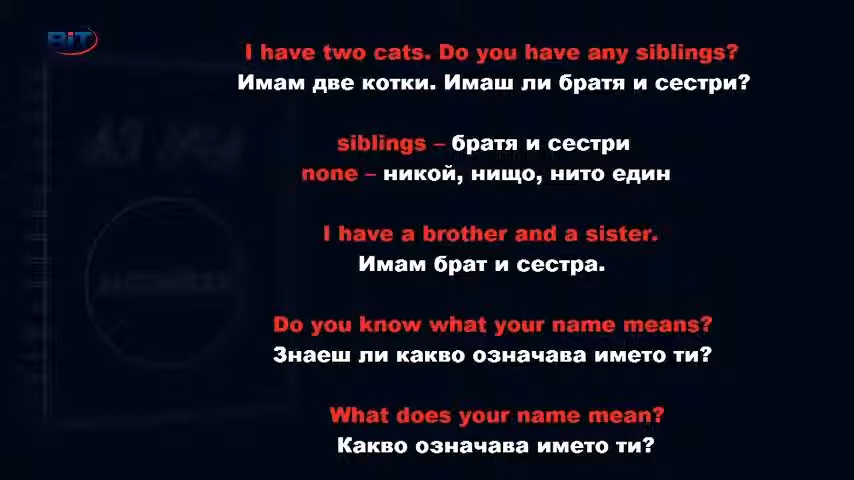 BiT
I have two cats. Do you have any siblings?
Имам две котки. Имаш ли братя и сестри?
siblings – братя и сестри
none – никой, нищо, нито един
I have a brother and a sister.
Имам брат и сестра.
Do you know what your name means?
Знаеш ли какво означава името ти?
What does your name mean?
Какво означава името ти?